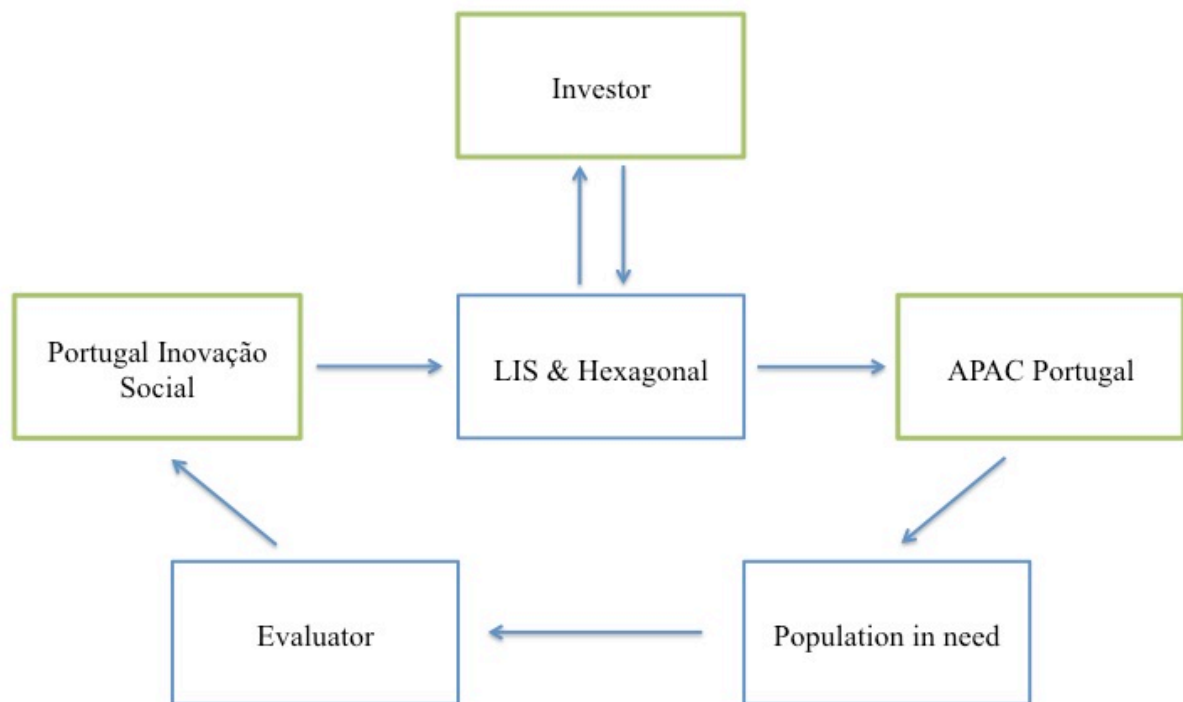 Investor
Portugal Inovação
Social
LIS & Hexagonal
APAC Portugal
Evaluator
Population in need